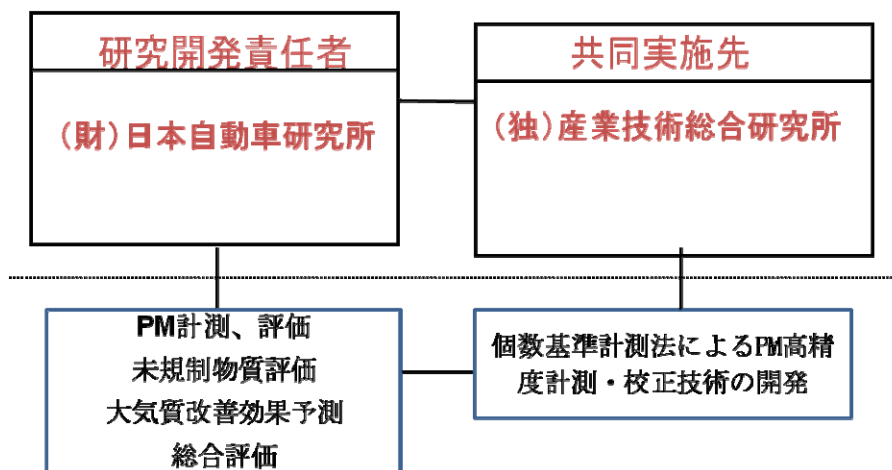 研究開発責任者
(財)日本自動車研究所
共同実施先
(独)産業技術総合研究所
PM計測、評価
未規制物質評価
大気質改善効果予測
総合評価
個数基準計測法によるPM高精
度計測・校正技術の開発